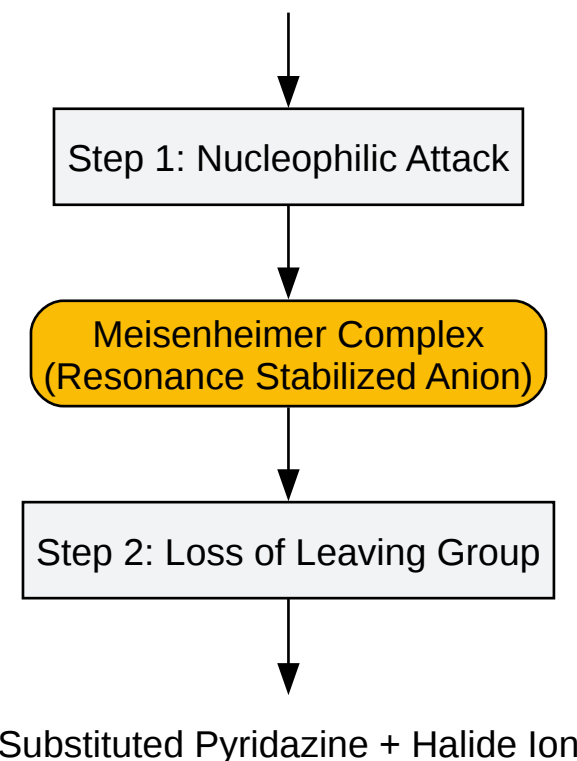 Step 1: Nucleophilic Attack
Meisenheimer Complex
(Resonance Stabilized Anion)
Step 2: Loss of Leaving Group
Substituted Pyridazine + Halide Ion